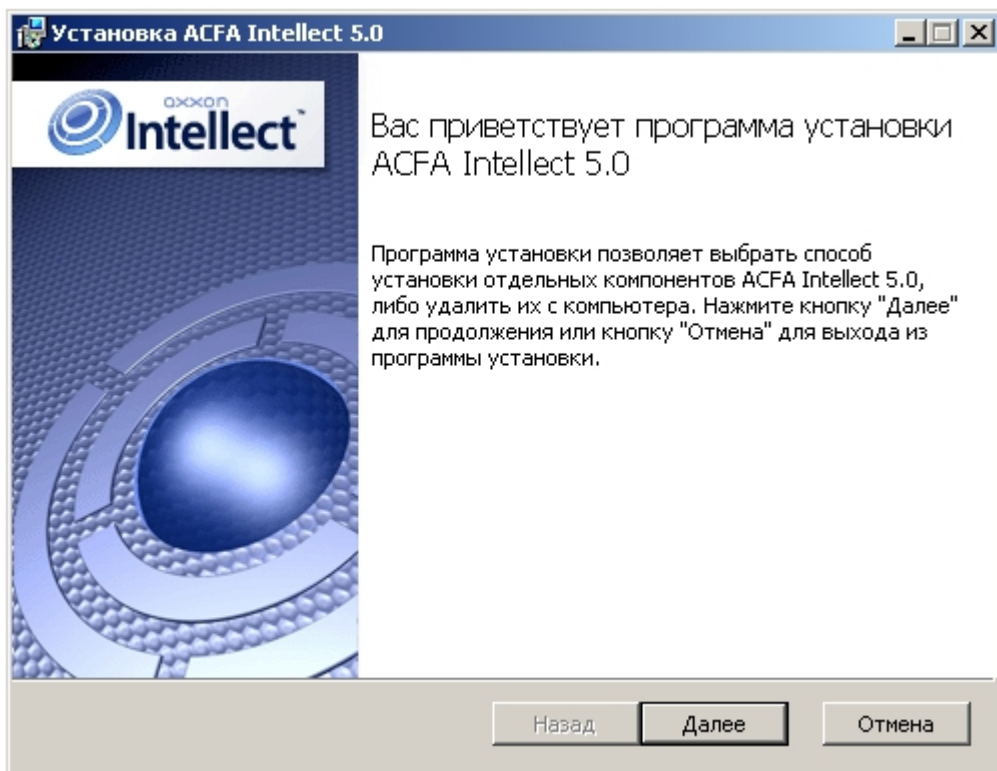 Установка ACFA Intellect 5.0
axxon
Intellect™
Вас приветствует программа установки
ACFA Intellect 5.0
Программа установки позволяет выбрать способ
установки отдельных компонентов ACFA Intellect 5.0,
либо удалить их с компьютера. Нажмите кнопку "Далее"
для продолжения или кнопку "Отмена" для выхода из
программы установки.
Назад
Далее
Отмена